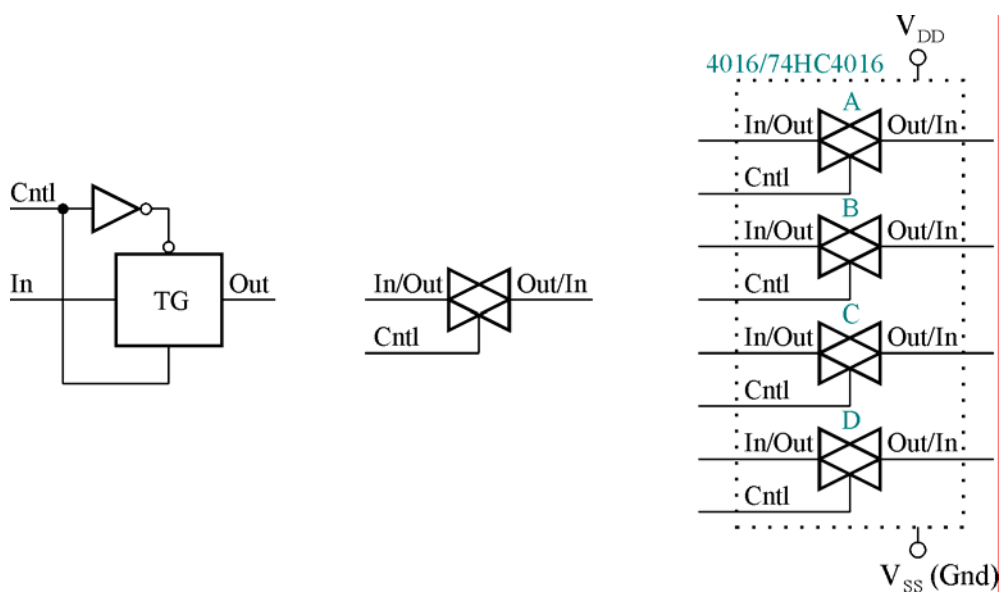 Cntl
In
TG
Out
In/Out
Out/In
Cntl
V_DD
4016/74HC4016
A
In/Out
Out/In
Cntl
B
In/Out
Out/In
Cntl
C
In/Out
Out/In
Cntl
D
In/Out
Out/In
Cntl
V_SS (Gnd)